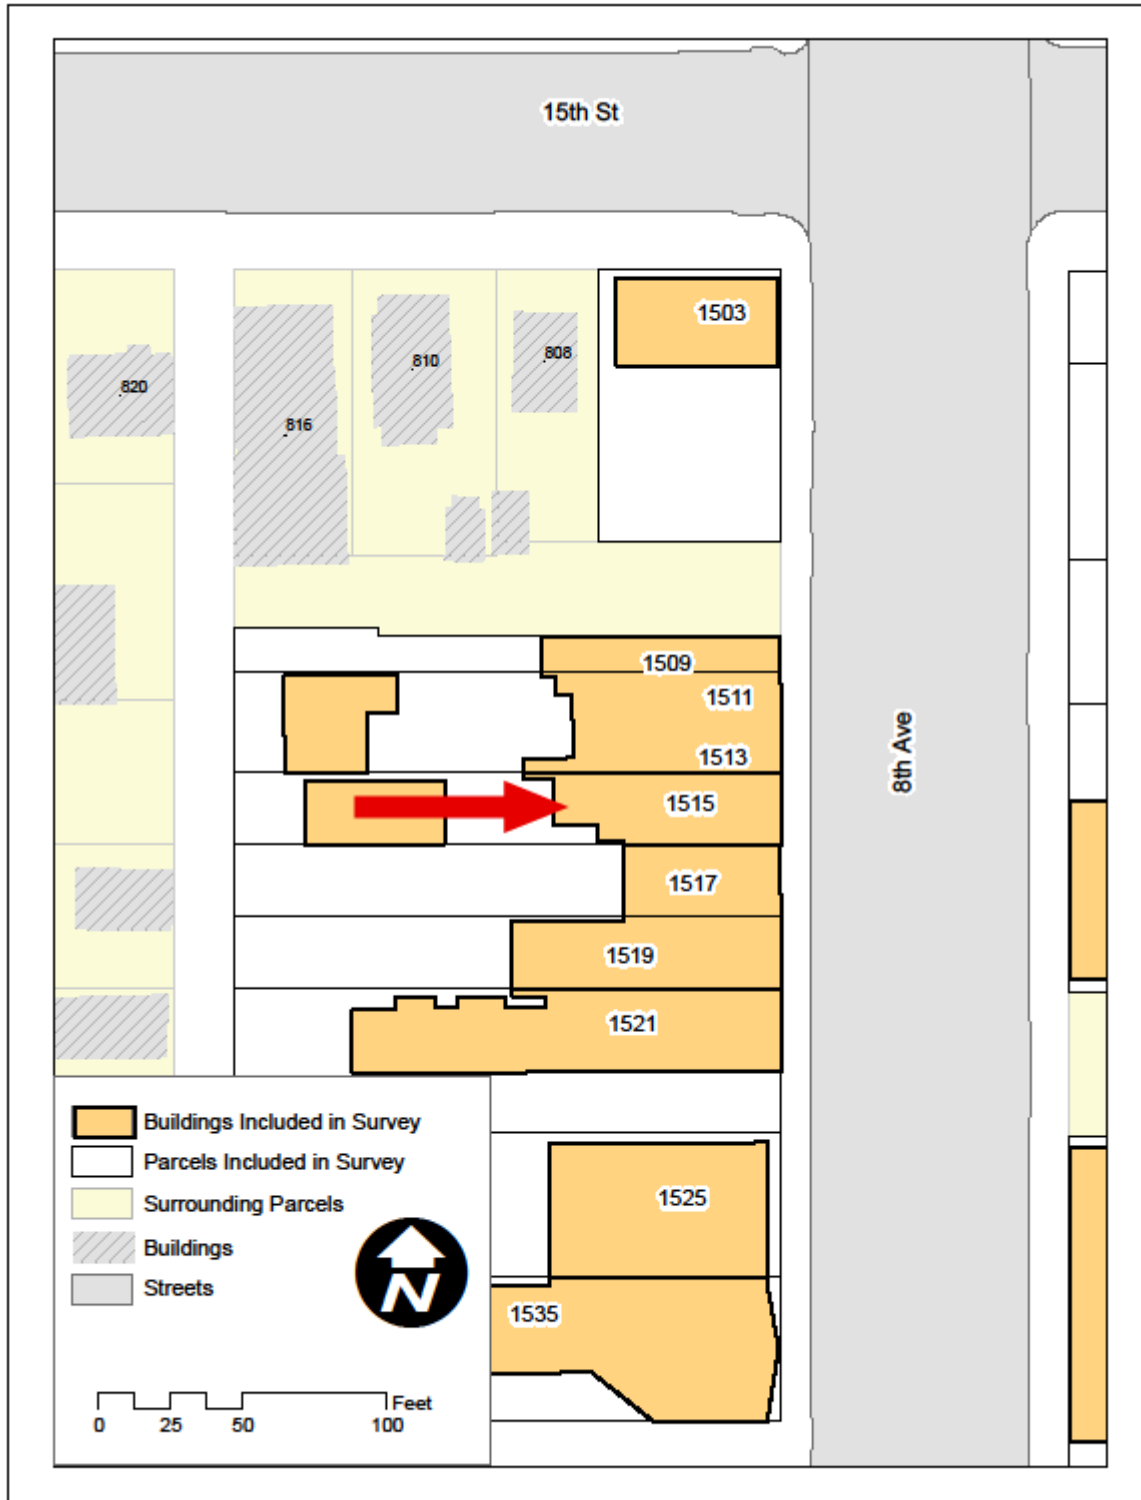 15th St
1503
808
810
820
816
1509
1511
8th Ave
1513
1515
1517
1519
1521
Buildings Included in Survey
Parcels Included in Survey
1525
Surrounding Parcels
Buildings
N
Streets
1535
Feet
0 25 50 100